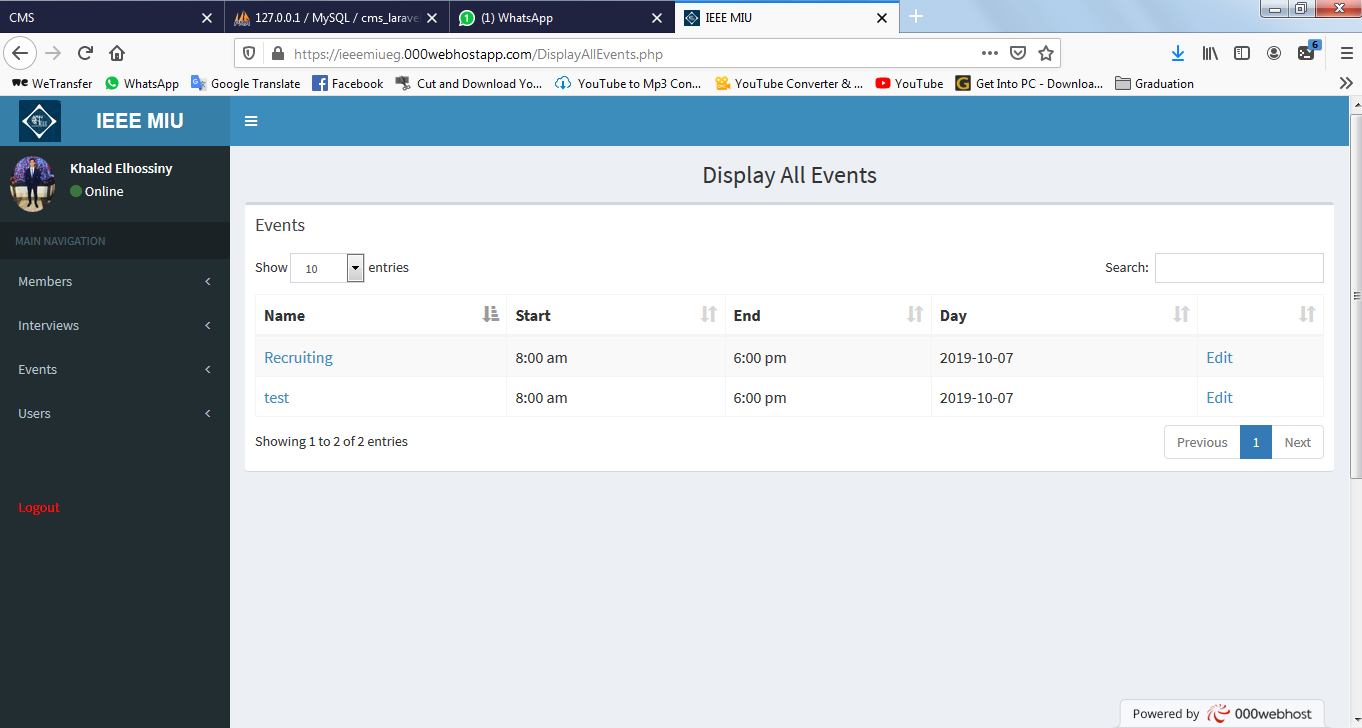 CMS
127.0.0.1 / MySQL / cms_larave
(1) WhatsApp
IEEE MIU
https://ieeemiueg.000webhostapp.com/DisplayAllEvents.php
6
WeTransfer WhatsApp Google Translate Facebook Cut and Download Yo... YouTube to Mp3 Con... YouTube Converter & ... YouTube Get Into PC - Downloa... Graduation
IEEE MIU
Khaled Elhossiny
Online
MAIN NAVIGATION
Members
Interviews
Events
Users
Logout
Display All Events
Events
Show 10 entries Search:
Name Start End Day
Recruiting 8:00 am 6:00 pm 2019-10-07 Edit
test 8:00 am 6:00 pm 2019-10-07 Edit
Showing 1 to 2 of 2 entries Previous 1 Next
Powered by 000webhost